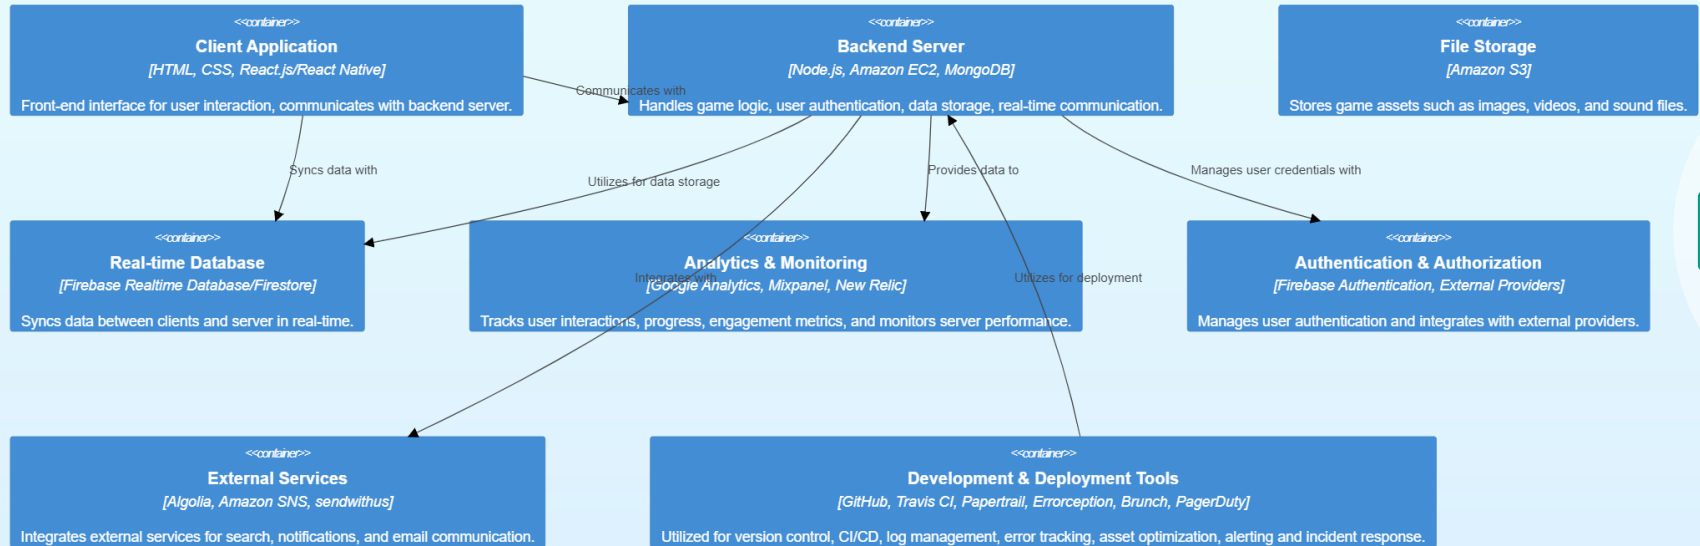 <<container>>
Client Application
[HTML, CSS, React.js/React Native]
Front-end interface for user interaction, communicates with backend server.
Communicates with
<<container>>
Backend Server
[Node.js, Amazon EC2, MongoDB]
Handles game logic, user authentication, data storage, real-time communication.
<<container>>
File Storage
[Amazon S3]
Stores game assets such as images, videos, and sound files.
Syncs data with
Utilizes for data storage
Provides data to
Manages user credentials with
<<container>>
Real-time Database
[Firebase Realtime Database/Firestore]
Syncs data between clients and server in real-time.
<<container>>
Analytics & Monitoring
[Google Analytics, Mixpanel, New Relic]
Tracks user interactions, progress, engagement metrics, and monitors server performance.
Integrates with
Utilizes for deployment
<<container>>
Authentication & Authorization
[Firebase Authentication, External Providers]
Manages user authentication and integrates with external providers.
<<container>>
External Services
[Algolia, Amazon SNS, sendwithus]
Integrates external services for search, notifications, and email communication.
<<container>>
Development & Deployment Tools
[GitHub, Travis CI, Papertrail, Errorception, Brunch, PagerDuty]
Utilized for version control, CI/CD, log management, error tracking, asset optimization, alerting and incident response.